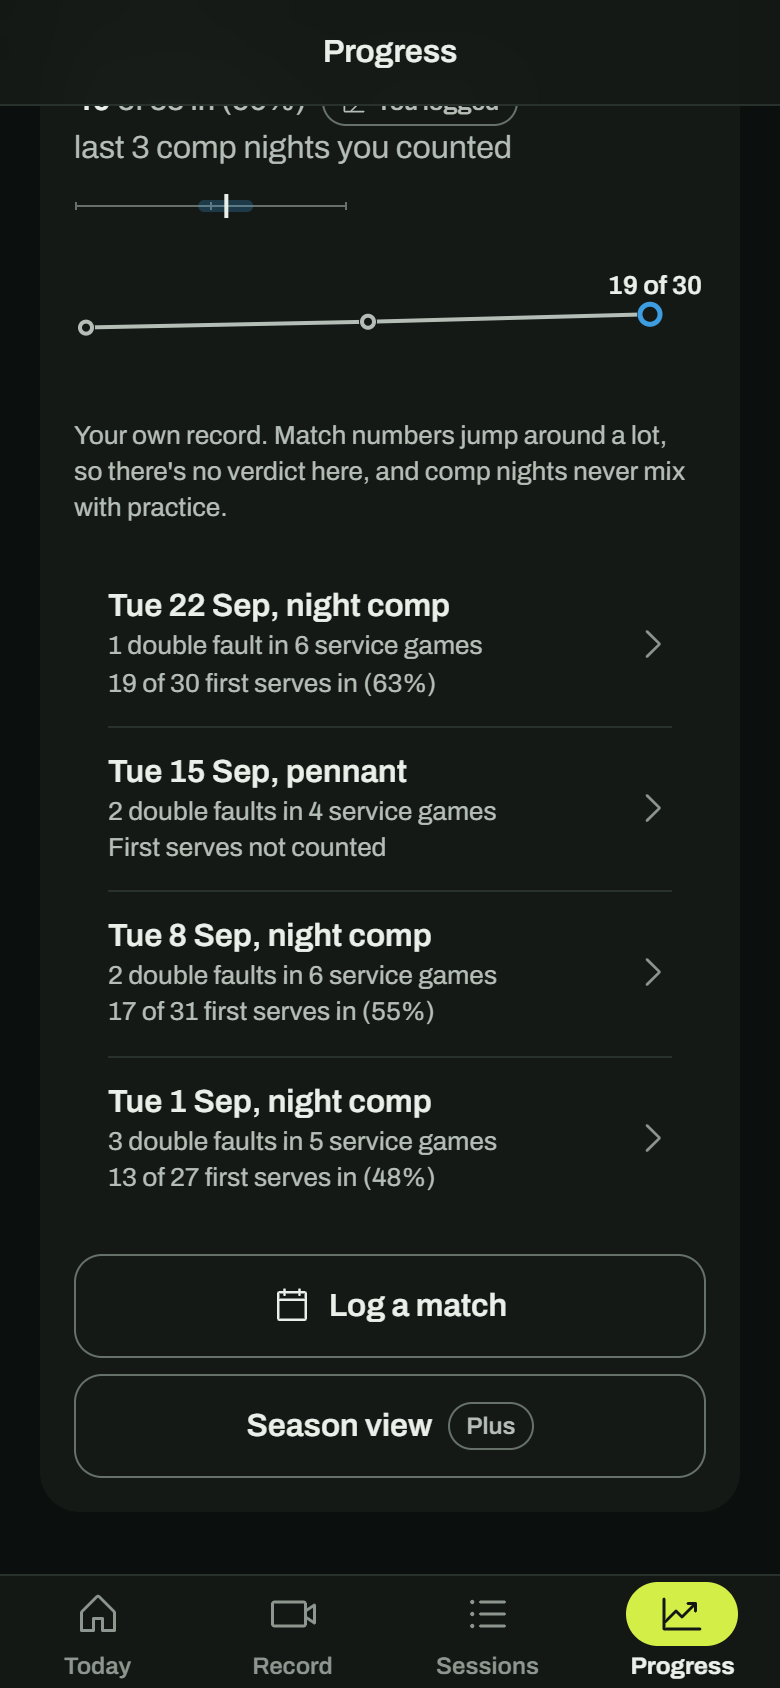 Progress
You logged
last 3 comp nights you counted
19 of 30
Your own record. Match numbers jump around a lot,
so there's no verdict here, and comp nights never mix
with practice.
Tue 22 Sep, night comp
1 double fault in 6 service games
19 of 30 first serves in (63%)
Tue 15 Sep, pennant
2 double faults in 4 service games
First serves not counted
Tue 8 Sep, night comp
2 double faults in 6 service games
17 of 31 first serves in (55%)
Tue 1 Sep, night comp
3 double faults in 5 service games
13 of 27 first serves in (48%)
Log a match
Season view Plus
Today
Record
Sessions
Progress